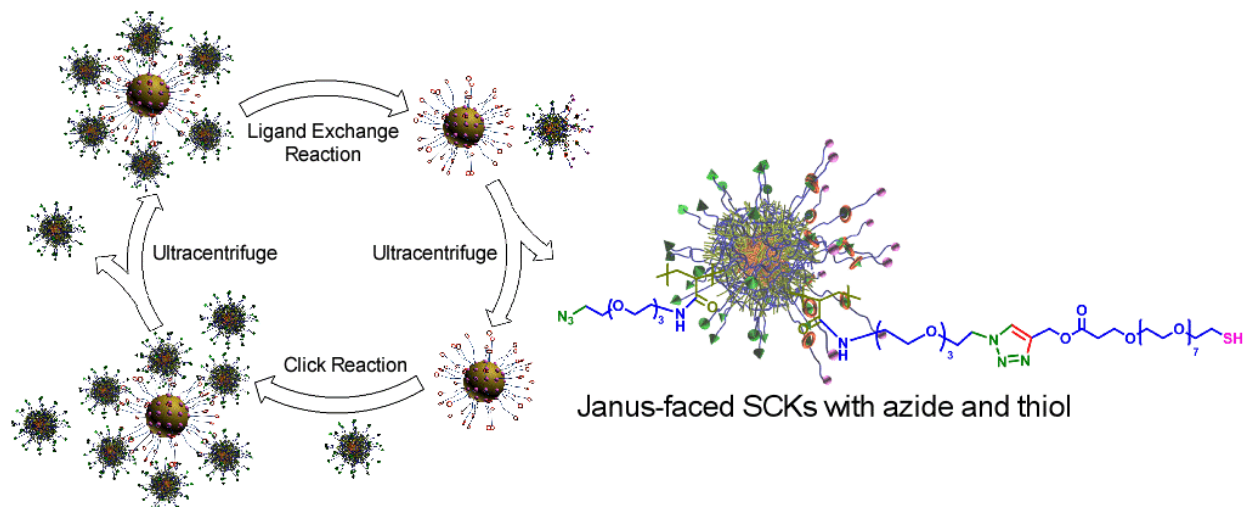 Ligand Exchange
Reaction
Ultracentrifuge
Ultracentrifuge
Click Reaction
N3
O
3
N
H
O
O
NH
O
3
N
N
N
O
O
O
O
7
SH
Janus-faced SCKs with azide and thiol